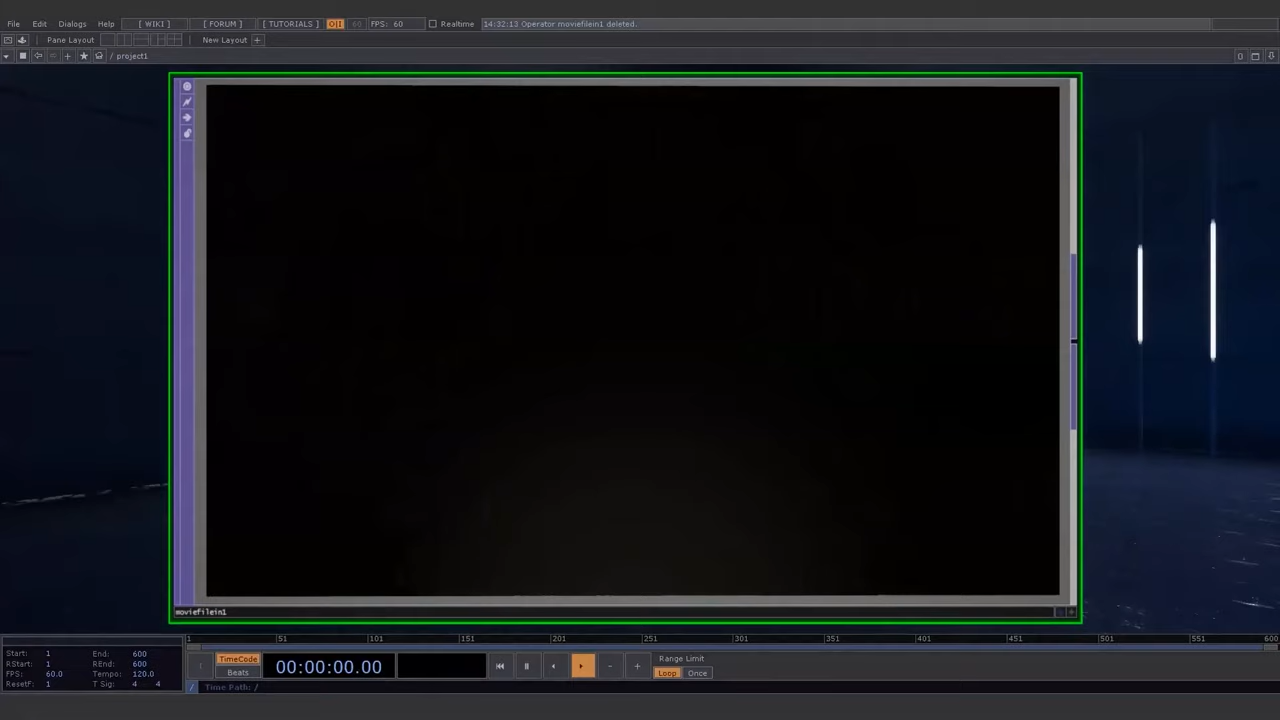 File Edit Dialogs Help [ WIKI ] [ FORUM ] [ TUTORIALS ] O|I 60 FPS: 60 Realtime 14:32:13 Operator moviefilein1 deleted.
Pane Layout New Layout +
/ project1 0
moviefilein1
1 51 101 151 201 251 301 351 401 451 501 551 600
Start: 1 End: 600
RStart: 1 REnd: 600
FPS: 60.0 Tempo: 120.0
ResetF: 1 T Sig: 4 4
TimeCode
Beats
00:00:00.00
- +
Range Limit
Loop Once
/ Time Path: /